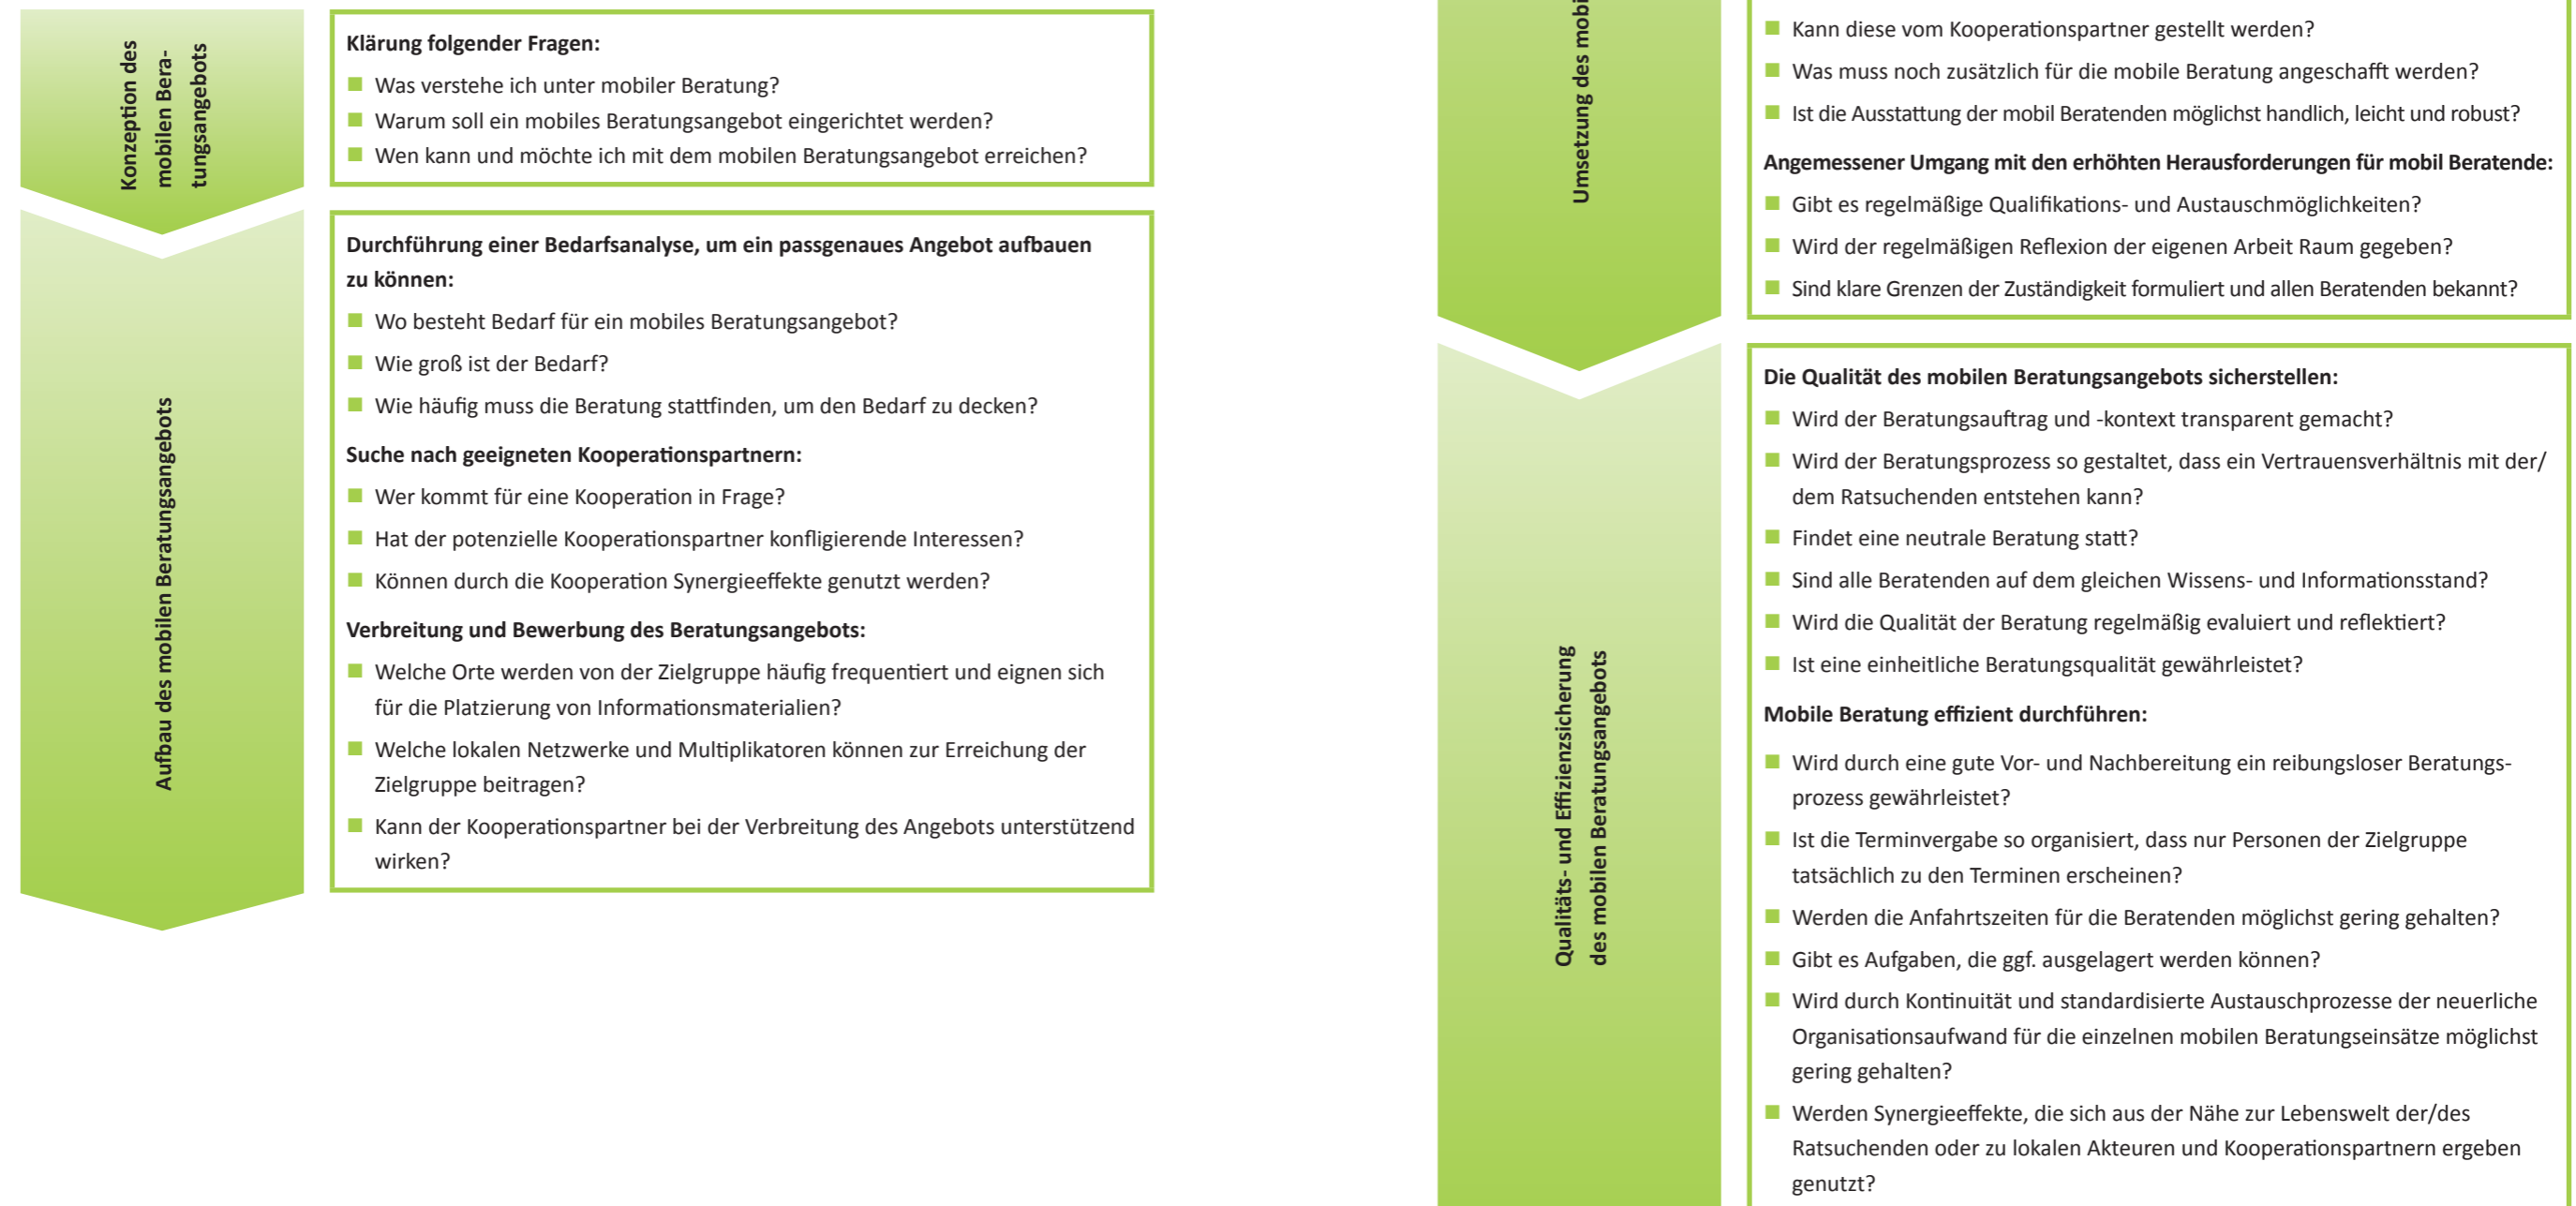 Konzeption des
mobilen Bera-
tungsangebots
Klärung folgender Fragen:
Was verstehe ich unter mobiler Beratung?
Warum soll ein mobiles Beratungsangebot eingerichtet werden?
Wen kann und möchte ich mit dem mobilen Beratungsangebot erreichen?
Aufbau des mobilen Beratungsangebots
Durchführung einer Bedarfsanalyse, um ein passgenaues Angebot aufbauen
zu können:
Wo besteht Bedarf für ein mobiles Beratungsangebot?
Wie groß ist der Bedarf?
Wie häufig muss die Beratung stattfinden, um den Bedarf zu decken?
Suche nach geeigneten Kooperationspartnern:
Wer kommt für eine Kooperation in Frage?
Hat der potenzielle Kooperationspartner konfligierende Interessen?
Können durch die Kooperation Synergieeffekte genutzt werden?
Verbreitung und Bewerbung des Beratungsangebots:
Welche Orte werden von der Zielgruppe häufig frequentiert und eignen sich
für die Platzierung von Informationsmaterialien?
Welche lokalen Netzwerke und Multiplikatoren können zur Erreichung der
Zielgruppe beitragen?
Kann der Kooperationspartner bei der Verbreitung des Angebots unterstützend
wirken?
Umsetzung des mobi
Kann diese vom Kooperationspartner gestellt werden?
Was muss noch zusätzlich für die mobile Beratung angeschafft werden?
Ist die Ausstattung der mobil Beratenden möglichst handlich, leicht und robust?
Angemessener Umgang mit den erhöhten Herausforderungen für mobil Beratende:
Gibt es regelmäßige Qualifikations- und Austauschmöglichkeiten?
Wird der regelmäßigen Reflexion der eigenen Arbeit Raum gegeben?
Sind klare Grenzen der Zuständigkeit formuliert und allen Beratenden bekannt?
Qualitäts- und Effizienzsicherung
des mobilen Beratungsangebots
Die Qualität des mobilen Beratungsangebots sicherstellen:
Wird der Beratungsauftrag und -kontext transparent gemacht?
Wird der Beratungsprozess so gestaltet, dass ein Vertrauensverhältnis mit der/
dem Ratsuchenden entstehen kann?
Findet eine neutrale Beratung statt?
Sind alle Beratenden auf dem gleichen Wissens- und Informationsstand?
Wird die Qualität der Beratung regelmäßig evaluiert und reflektiert?
Ist eine einheitliche Beratungsqualität gewährleistet?
Mobile Beratung effizient durchführen:
Wird durch eine gute Vor- und Nachbereitung ein reibungsloser Beratungs-
prozess gewährleistet?
Ist die Terminvergabe so organisiert, dass nur Personen der Zielgruppe
tatsächlich zu den Terminen erscheinen?
Werden die Anfahrtszeiten für die Beratenden möglichst gering gehalten?
Gibt es Aufgaben, die ggf. ausgelagert werden können?
Wird durch Kontinuität und standardisierte Austauschprozesse der neuerliche
Organisationsaufwand für die einzelnen mobilen Beratungseinsätze möglichst
gering gehalten?
Werden Synergieeffekte, die sich aus der Nähe zur Lebenswelt der/des
Ratsuchenden oder zu lokalen Akteuren und Kooperationspartnern ergeben
genutzt?